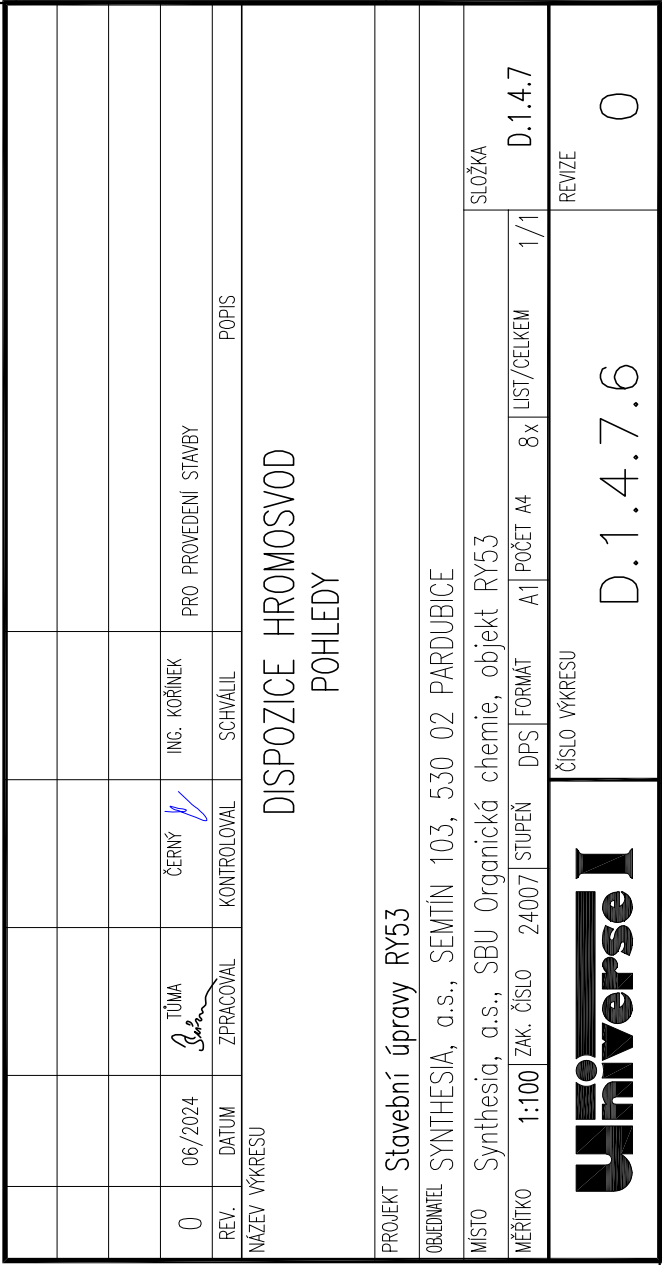 0 06/2024 TŮMA ČERNÝ ING. KOŘÍNEK PRO PROVEDENÍ STAVBY
REV. DATUM ZPRACOVAL KONTROLOVAL SCHVÁLIL POPIS
NÁZEV VÝKRESU
DISPOZICE HROMOSVOD
POHLEDY
PROJEKT Stavební úpravy RY53
OBJEDNATEL SYNTHESIA, a.s., SEMTÍN 103, 530 02 PARDUBICE
MÍSTO Synthesia, a.s., SBU Organická chemie, objekt RY53
SLOŽKA
D.1.4.7
MĚŘÍTKO 1:100 ZAK. ČÍSLO 24007 STUPEŇ DPS FORMÁT A1 POČET A4 8x LIST/CELKEM 1/1
universe I
ČÍSLO VÝKRESU
D.1.4.7.6
REVIZE
0